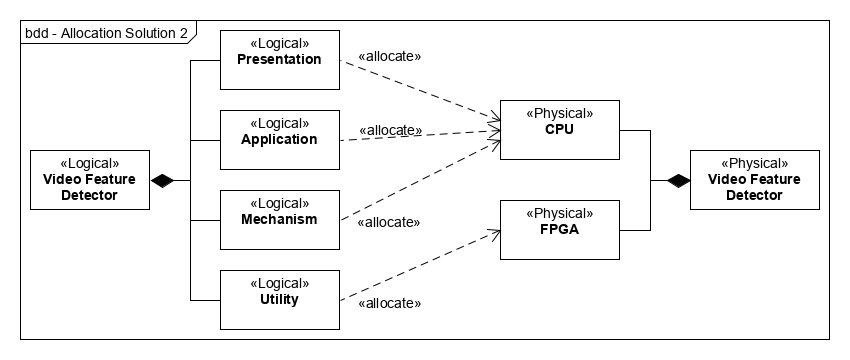 bdd - Allocation Solution 2
«Logical»
Presentation
«allocate»
«Logical»
Application
«allocate»
«Physical»
CPU
«Logical»
Video Feature
Detector
«Physical»
Video Feature
Detector
«Logical»
Mechanism
«allocate»
«Physical»
FPGA
«Logical»
Utility
«allocate»